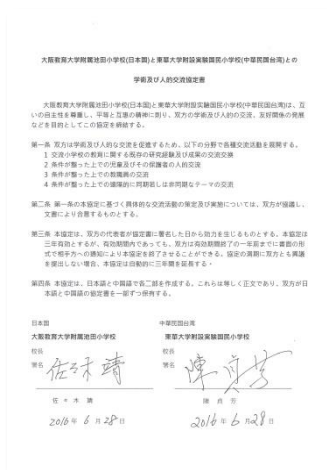 大阪教育大学附属池田小学校(日本国)と東華大学附設実験国民小学校(中華民国台湾)との
学術及び人的交流協定書
大阪教育大学附属池田小学校(日本国)と東華大学附設実験国民小学校(中華民国台湾)は、互
いの自主性を尊重し、平等と互恵の精神に則り、双方の学術及び人的の交流、友好関係の発展
などを目的としてこの協定を締結する。
第一条 双方は学術及び人的な交流を促進するため、以下の分野で各種交流活動を展開する。
1 交流小学校の教育に関する既存の研究経験及び成果の交流交換
2 条件が整った上での児童及びその保護者の人的交流
3 条件が整った上での教職員の交流
4 条件が整った上での論題的に同期或しは非同期なテーマの交流
第二条 第一条の本協定に基づく具体的な交流活動の策定及び実施については、双方が協議し、
文書により合意するものとする。
第三条 本協定は、双方の代表者が協定書に署名した日から効力を生じるものとする。本協定は
三年有効とするが、有効期間内であっても、双方は有効期間終了の一年前までに書面の形
式で相手方への通知により本協定を終了させることができる。協定の満期に双方とも異議
を提出しない場合、本協定は自動的に三年間を延長する。
第四条 本協定は、日本語と中国語で各二部を作成する。これらは等しく正文であり、双方が日
本語と中国語の協定書を一部ずつ保有する。
日本国
中華民国台湾
大阪教育大学附属池田小学校
東華大学附設実験国民小学校
校長
校長
署名 佐々木靖
署名
佐々木 靖
2016 年 6 月 28 日
2016 年 6 月 28 日